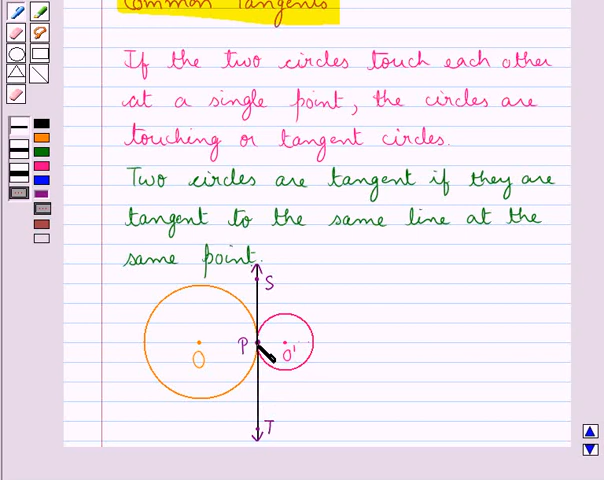 Common Tangents
If the two circles touch each other
at a single point, the circles are
touching or tangent circles.
Two circles are tangent if they are
tangent to the same line at the
same point.
S
P
O
O'
T